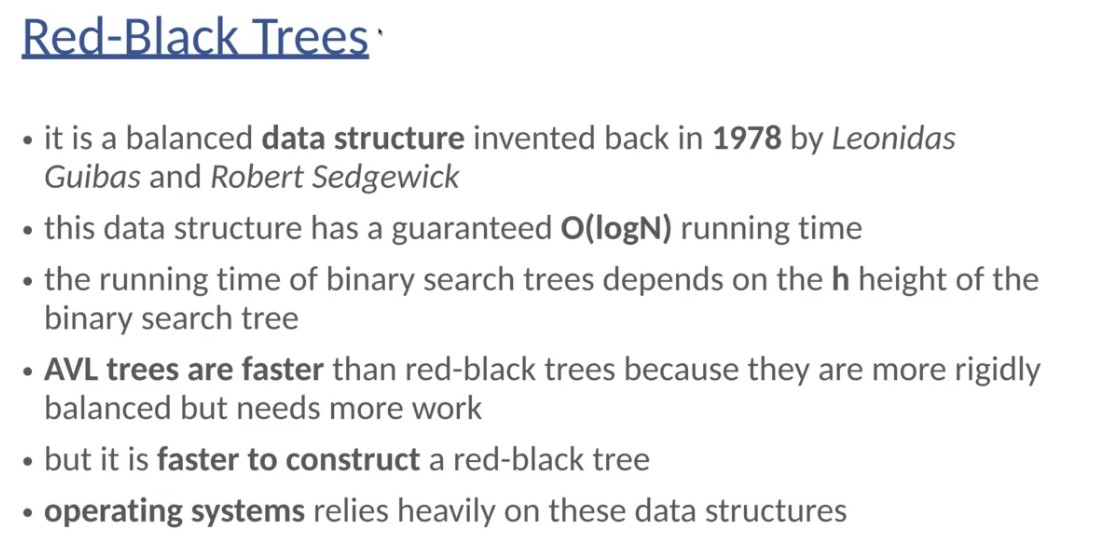 Red-Black Trees
• it is a balanced data structure invented back in 1978 by Leonidas
Guibas and Robert Sedgewick
• this data structure has a guaranteed O(logN) running time
• the running time of binary search trees depends on the h height of the
binary search tree
• AVL trees are faster than red-black trees because they are more rigidly
balanced but needs more work
• but it is faster to construct a red-black tree
• operating systems relies heavily on these data structures